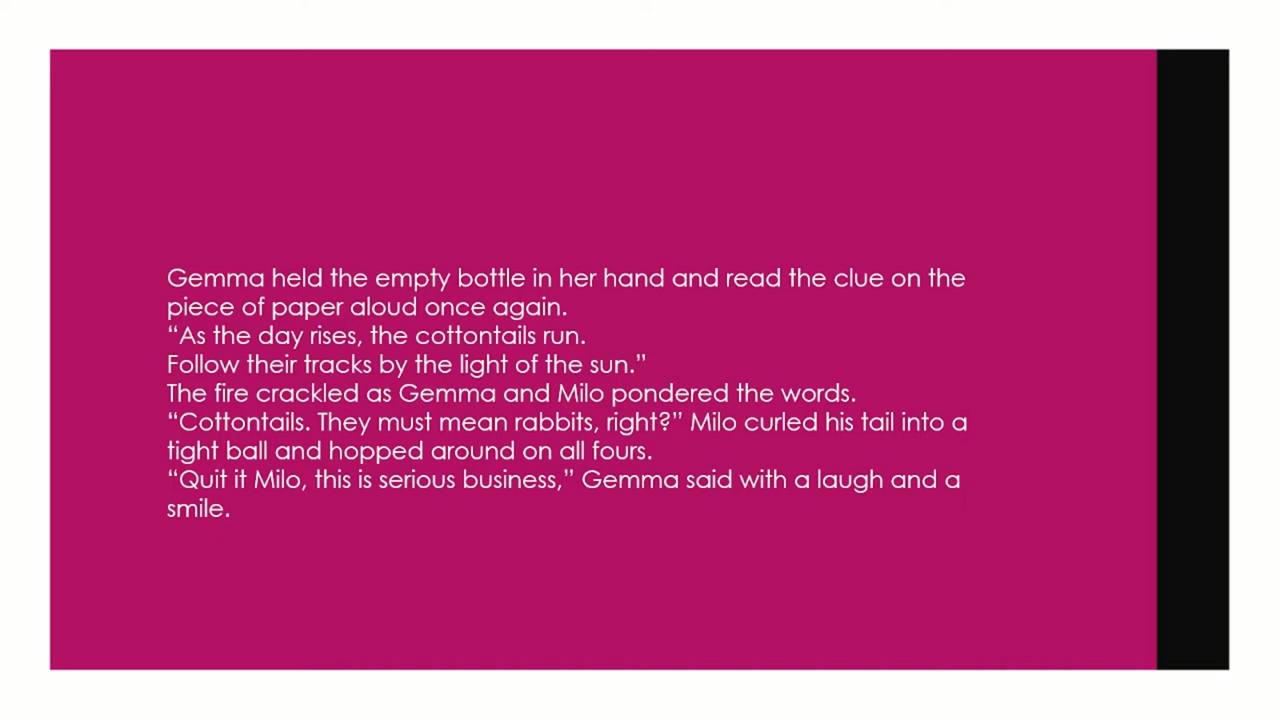 Gemma held the empty bottle in her hand and read the clue on the
piece of paper aloud once again.
“As the day rises, the cottontails run.
Follow their tracks by the light of the sun.”
The fire crackled as Gemma and Milo pondered the words.
“Cottontails. They must mean rabbits, right?” Milo curled his tail into a
tight ball and hopped around on all fours.
“Quit it Milo, this is serious business,” Gemma said with a laugh and a
smile.